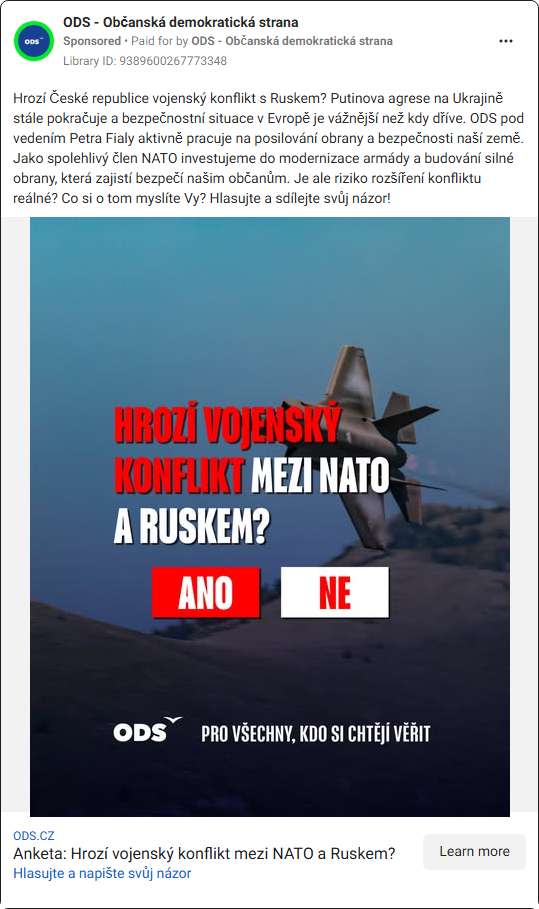 ODS - Občanská demokratická strana
Sponsored • Paid for by ODS - Občanská demokratická strana
Library ID: 9389600267773348
Hrozí České republice vojenský konflikt s Ruskem? Putinova agrese na Ukrajině
stále pokračuje a bezpečnostní situace v Evropě je vážnější než kdy dříve. ODS pod
vedením Petra Fialy aktivně pracuje na posilování obrany a bezpečnosti naší země.
Jako spolehlivý člen NATO investujeme do modernizace armády a budování silné
obrany, která zajistí bezpečí našim občanům. Je ale riziko rozšíření konfliktu
reálné? Co si o tom myslíte Vy? Hlasujte a sdílejte svůj názor!
HROZÍ VOJENSKÝ
KONFLIKT MEZI NATO
A RUSKEM?
ANO NE
ODS PRO VŠECHNY, KDO SI CHTĚJÍ VĚŘIT
ODS.CZ
Anketa: Hrozí vojenský konflikt mezi NATO a Ruskem?
Hlasujte a napište svůj názor
Learn more